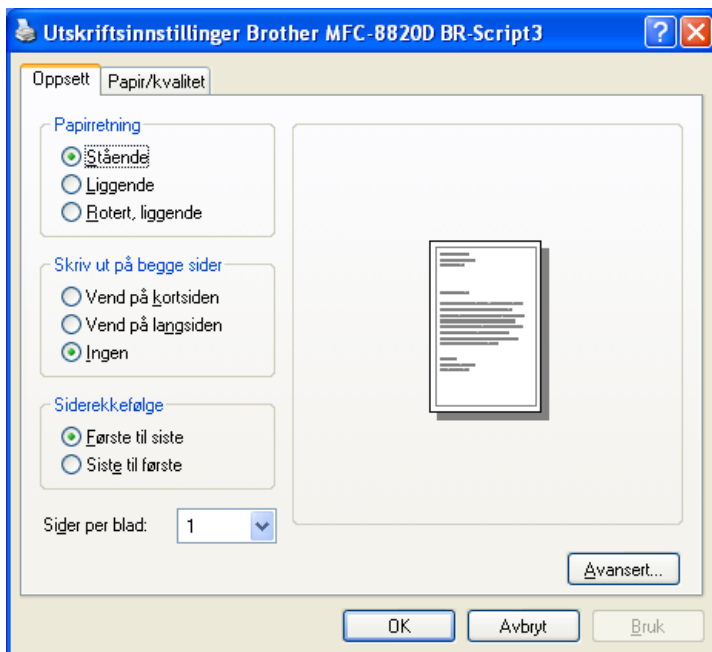 Utskriftsinnstillinger Brother MFC-8820D BR-Script3
Oppsett
Papir/kvalitet
Papirretning
Stående
Liggende
Rotert, liggende
Skriv ut på begge sider
Vend på kortsiden
Vend på langsiden
Ingen
Siderekkefølge
Første til siste
Siste til første
Sider per blad:
1
Avansert...
OK
Avbryt
Bruk